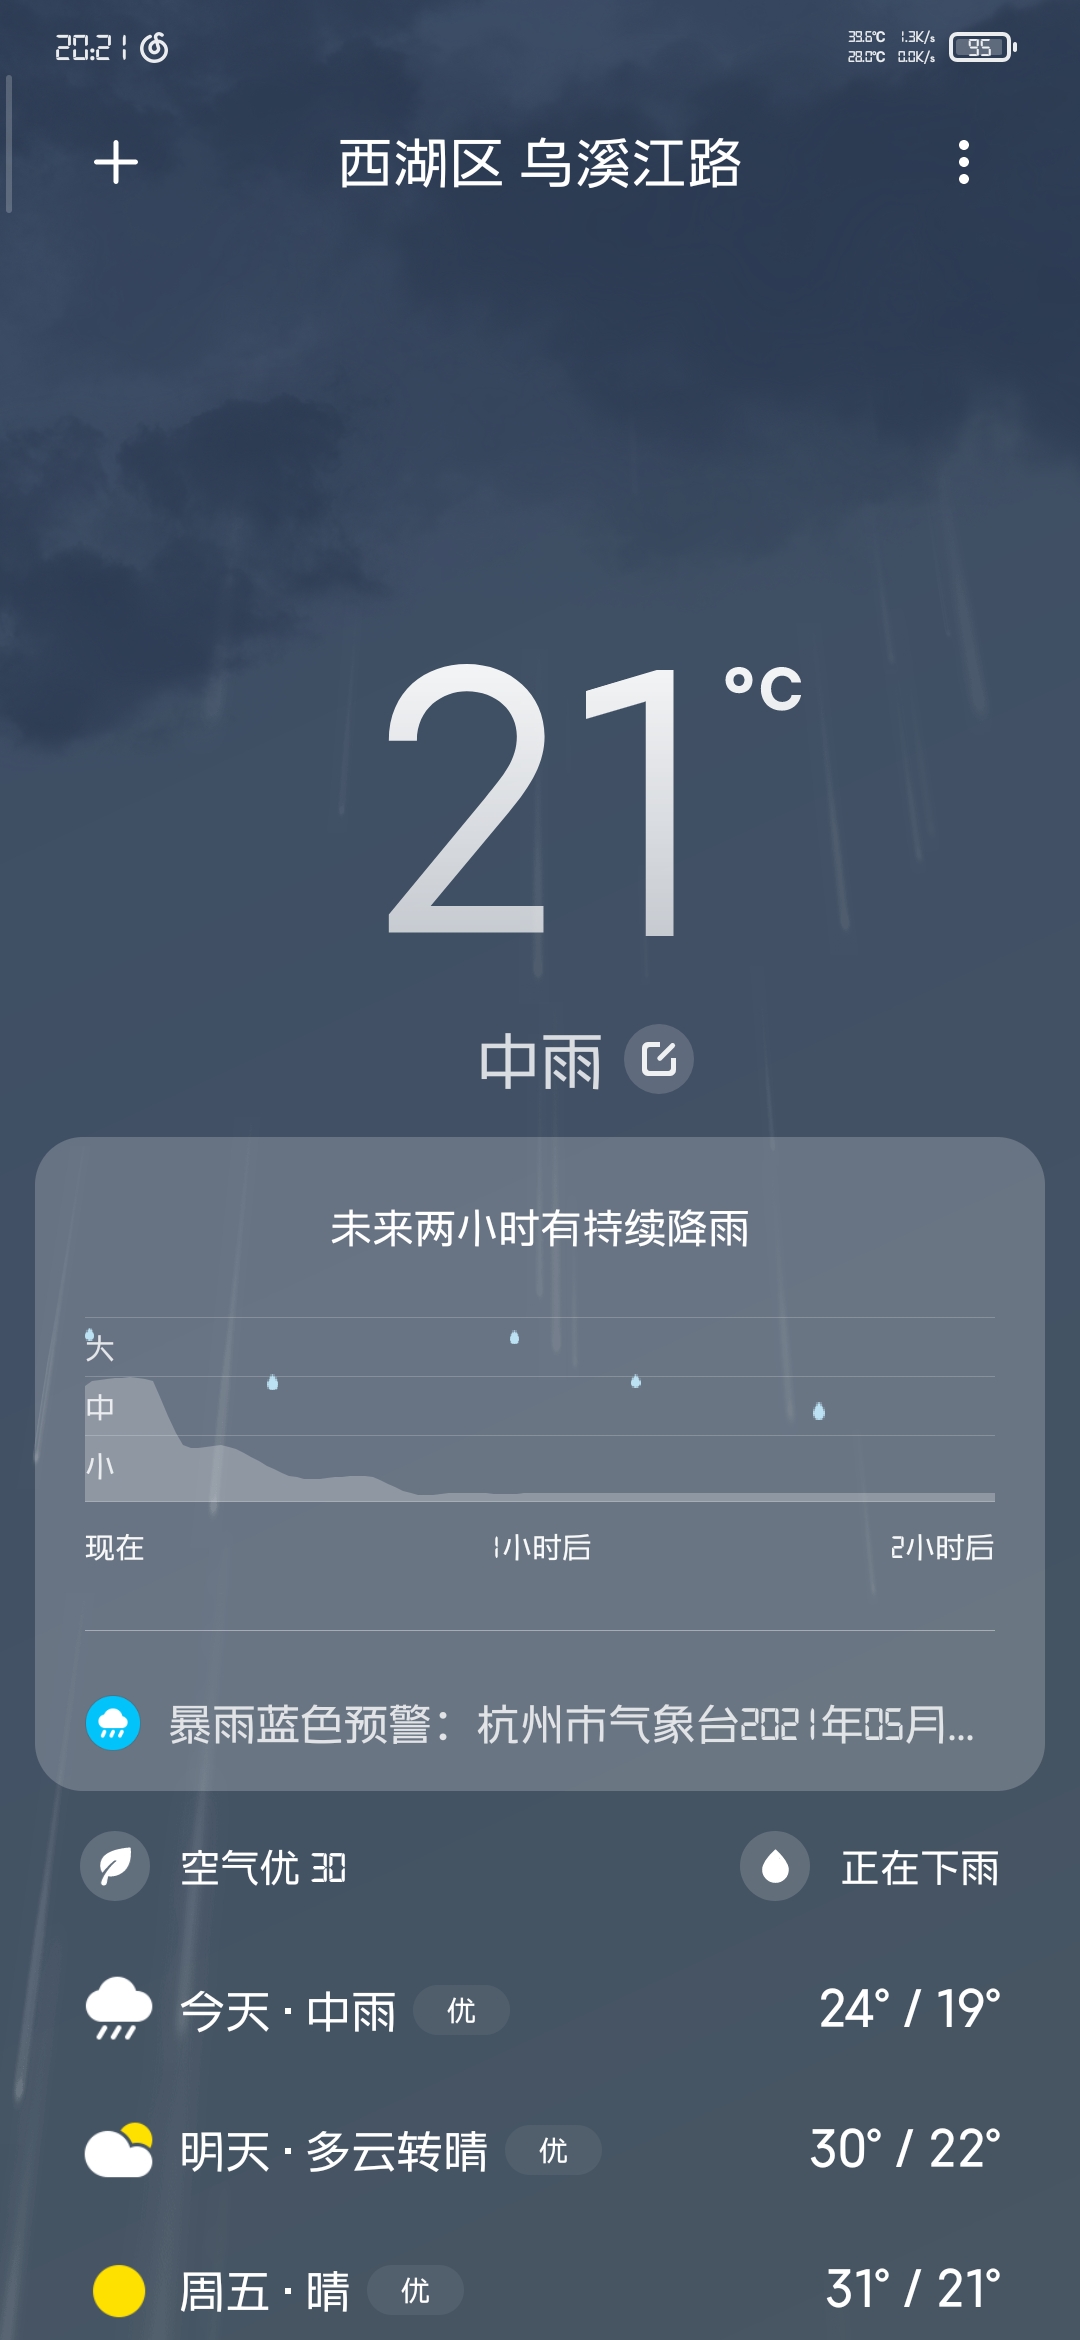 20:21
39.6°C 1.3K/s
28.0°C 0.0K/s
95
西湖区 乌溪江路
21°C
中雨
未来两小时有持续降雨
大
中
小
现在 1小时后 2小时后
暴雨蓝色预警：杭州市气象台2021年05月...
空气优 30 正在下雨
今天 · 中雨 优 24° / 19°
明天 · 多云转晴 优 30° / 22°
周五 · 晴 优 31° / 21°